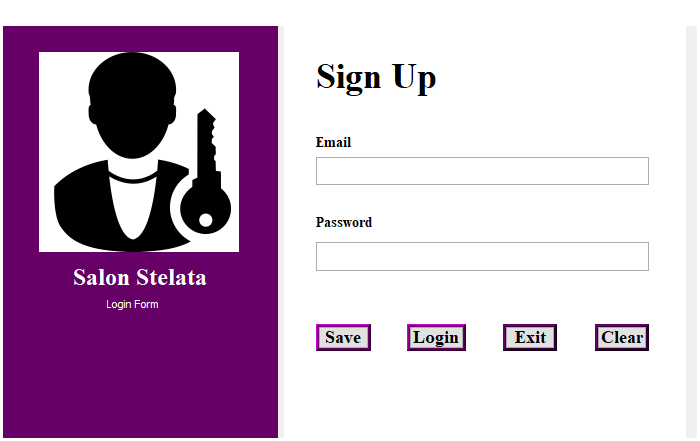 Salon Stelata
Login Form
Sign Up
Email
Password
Save Login Exit Clear